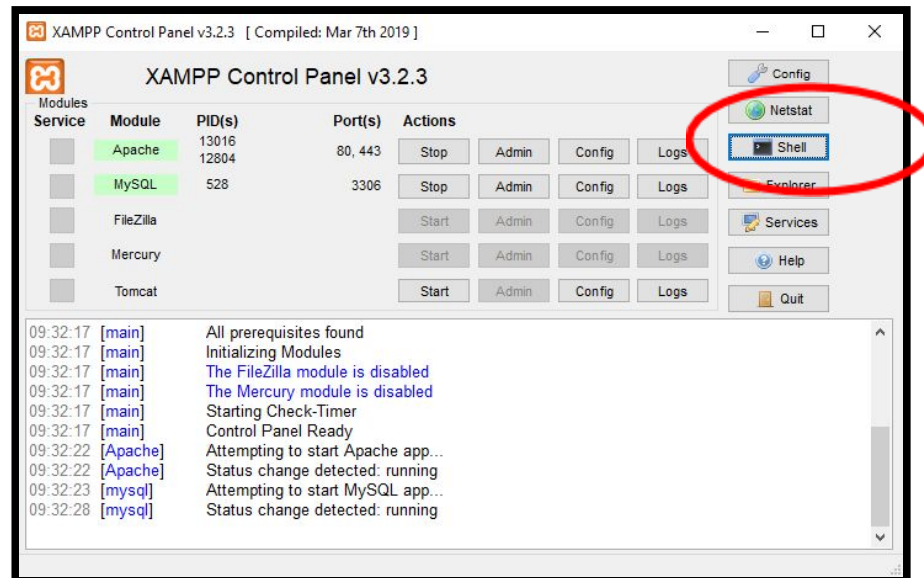 XAMPP Control Panel v3.2.3 [ Compiled: Mar 7th 2019 ]
XAMPP Control Panel v3.2.3
Config
Modules
Service Module PID(s) Port(s) Actions
Netstat
Apache 13016 12804 80, 443 Stop Admin Config Logs
Shell
MySQL 528 3306 Stop Admin Config Logs
Explorer
FileZilla Start Admin Config Logs
Services
Mercury Start Admin Config Logs
Help
Tomcat Start Admin Config Logs
Quit
09:32:17 [main] All prerequisites found
09:32:17 [main] Initializing Modules
09:32:17 [main] The FileZilla module is disabled
09:32:17 [main] The Mercury module is disabled
09:32:17 [main] Starting Check-Timer
09:32:17 [main] Control Panel Ready
09:32:22 [Apache] Attempting to start Apache app...
09:32:22 [Apache] Status change detected: running
09:32:23 [mysql] Attempting to start MySQL app...
09:32:28 [mysql] Status change detected: running